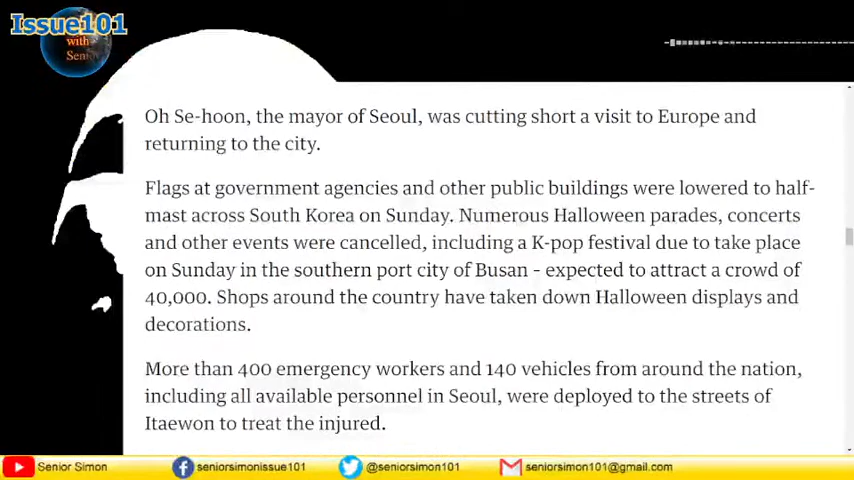 Issue101
with
Senior
Oh Se-hoon, the mayor of Seoul, was cutting short a visit to Europe and
returning to the city.
Flags at government agencies and other public buildings were lowered to half-
mast across South Korea on Sunday. Numerous Halloween parades, concerts
and other events were cancelled, including a K-pop festival due to take place
on Sunday in the southern port city of Busan – expected to attract a crowd of
40,000. Shops around the country have taken down Halloween displays and
decorations.
More than 400 emergency workers and 140 vehicles from around the nation,
including all available personnel in Seoul, were deployed to the streets of
Itaewon to treat the injured.
Senior Simon
seniorsimonissue101
@seniorsimon101
seniorsimon101@gmail.com